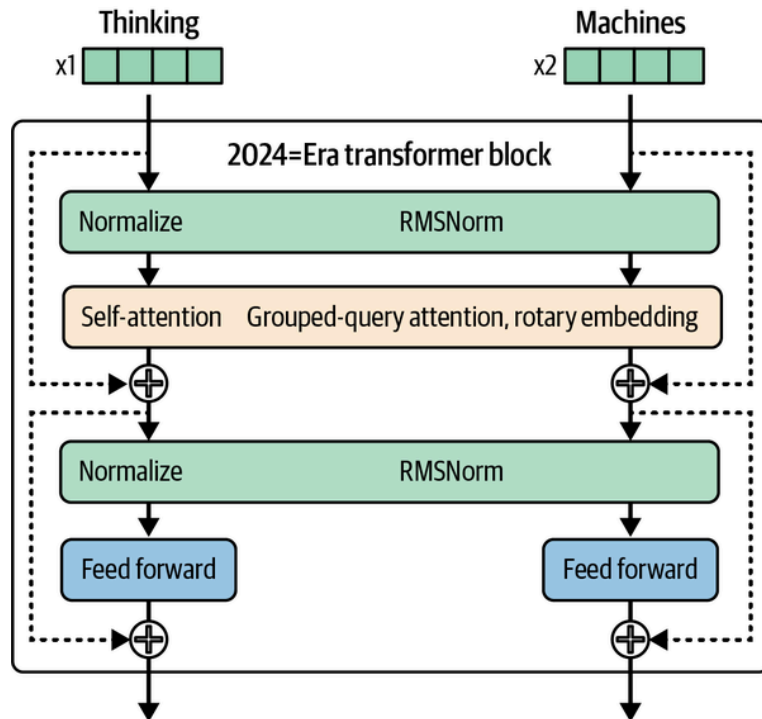 Thinking Machines
x1 x2
2024=Era transformer block
Normalize RMSNorm
Self-attention Grouped-query attention, rotary embedding
Normalize RMSNorm
Feed forward Feed forward